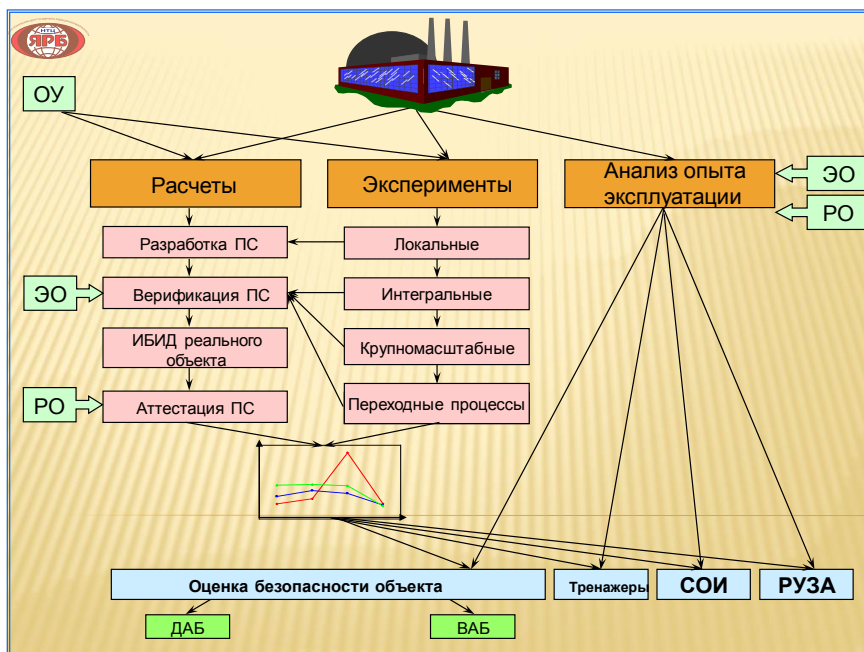 НТЦ
ЯРБ
ОУ
Расчеты
Эксперименты
Анализ опыта
эксплуатации
ЭО
РО
Разработка ПС
Локальные
ЭО
Верификация ПС
Интегральные
ИБИД реального
объекта
Крупномасштабные
РО
Аттестация ПС
Переходные процессы
Оценка безопасности объекта
Тренажеры
СОИ
РУЗА
ДАБ
ВАБ